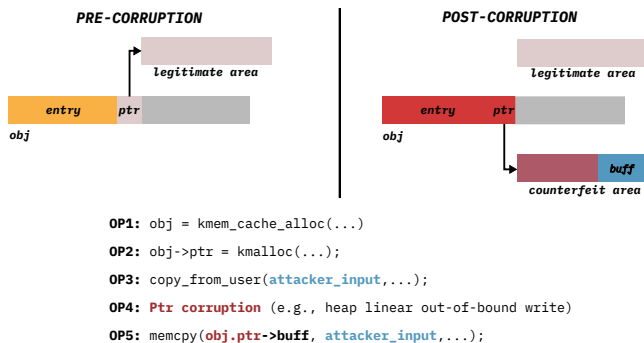 PRE-CORRUPTION
POST-CORRUPTION
legitimate area
legitimate area
entry
ptr
entry
ptr
obj
obj
buff
counterfeit area
OP1: obj = kmem_cache_alloc(...)
OP2: obj->ptr = kmalloc(...);
OP3: copy_from_user(attacker_input,...);
OP4: Ptr corruption (e.g., heap linear out-of-bound write)
OP5: memcpy(obj.ptr->buff, attacker_input,...);